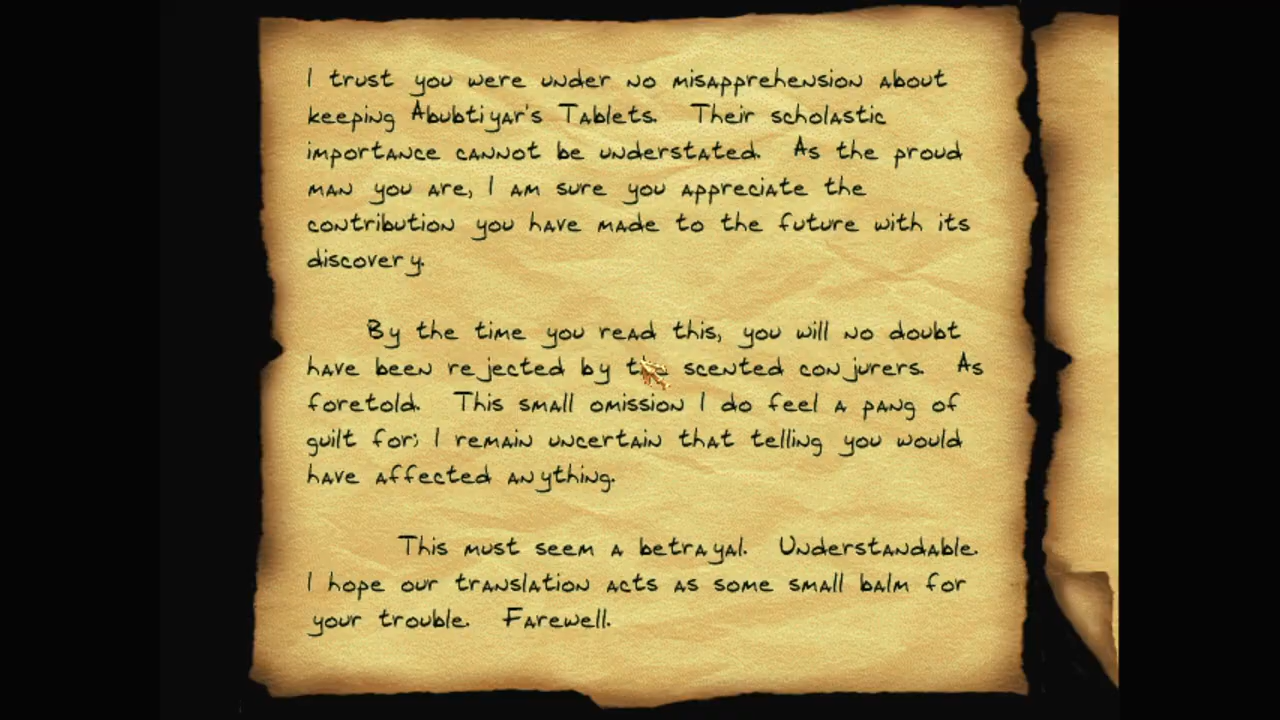 I trust you were under no misapprehension about
keeping Abubtiyar's Tablets. Their scholastic
importance cannot be understated. As the proud
man you are, I am sure you appreciate the
contribution you have made to the future with its
discovery.
By the time you read this, you will no doubt
have been rejected by the scented conjurers. As
foretold. This small omission I do feel a pang of
guilt for; I remain uncertain that telling you would
have affected anything.
This must seem a betrayal. Understandable.
I hope our translation acts as some small balm for
your trouble. Farewell.